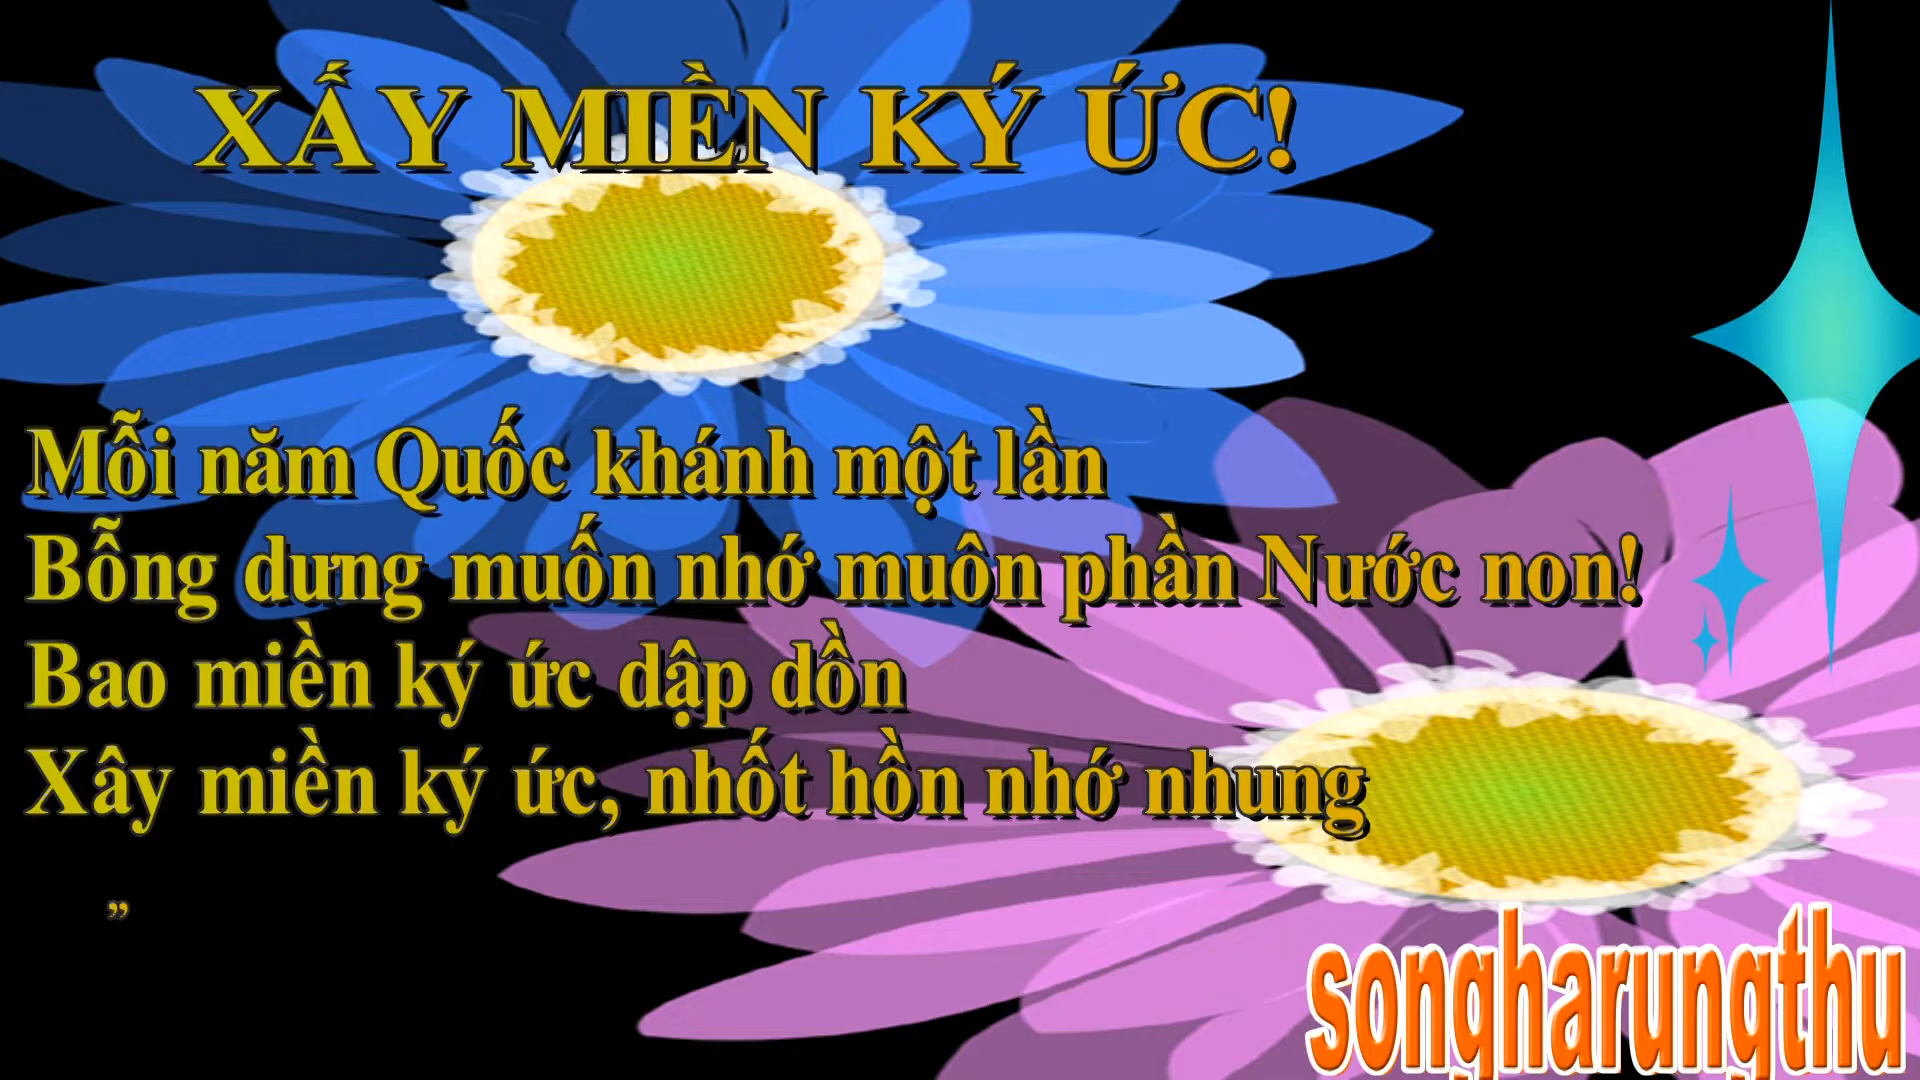 XẤY MIỀN KÝ ỨC!
Mỗi năm Quốc khánh một lần
Bỗng dưng muốn nhớ muôn phần Nước non!
Bao miền ký ức dập dồn
Xây miền ký ức, nhốt hồn nhớ nhung
”
songharungthu